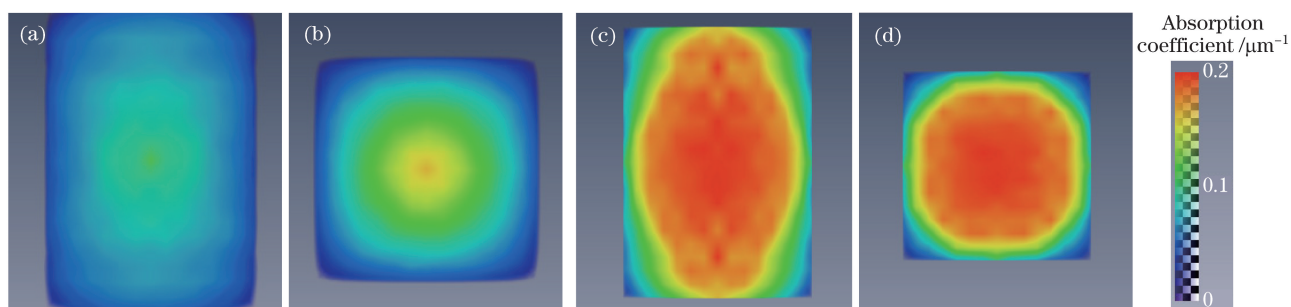 (a)
(b)
(c)
(d)
Absorption
coefficient /μm⁻¹
0.2
0.1
0